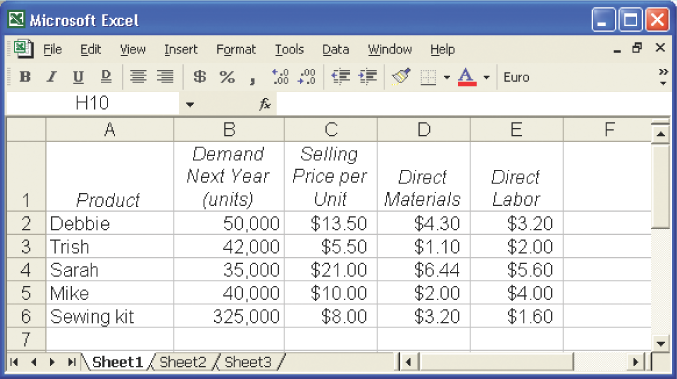 Microsoft Excel
File Edit View Insert Format Tools Data Window Help
B I U D $ % , .00 .00 A Euro
H10 fx
A B C D E F
1 Product Demand Next Year (units) Selling Price per Unit Direct Materials Direct Labor
2 Debbie 50,000 $13.50 $4.30 $3.20
3 Trish 42,000 $5.50 $1.10 $2.00
4 Sarah 35,000 $21.00 $6.44 $5.60
5 Mike 40,000 $10.00 $2.00 $4.00
6 Sewing kit 325,000 $8.00 $3.20 $1.60
7
Sheet1 / Sheet2 / Sheet3 /